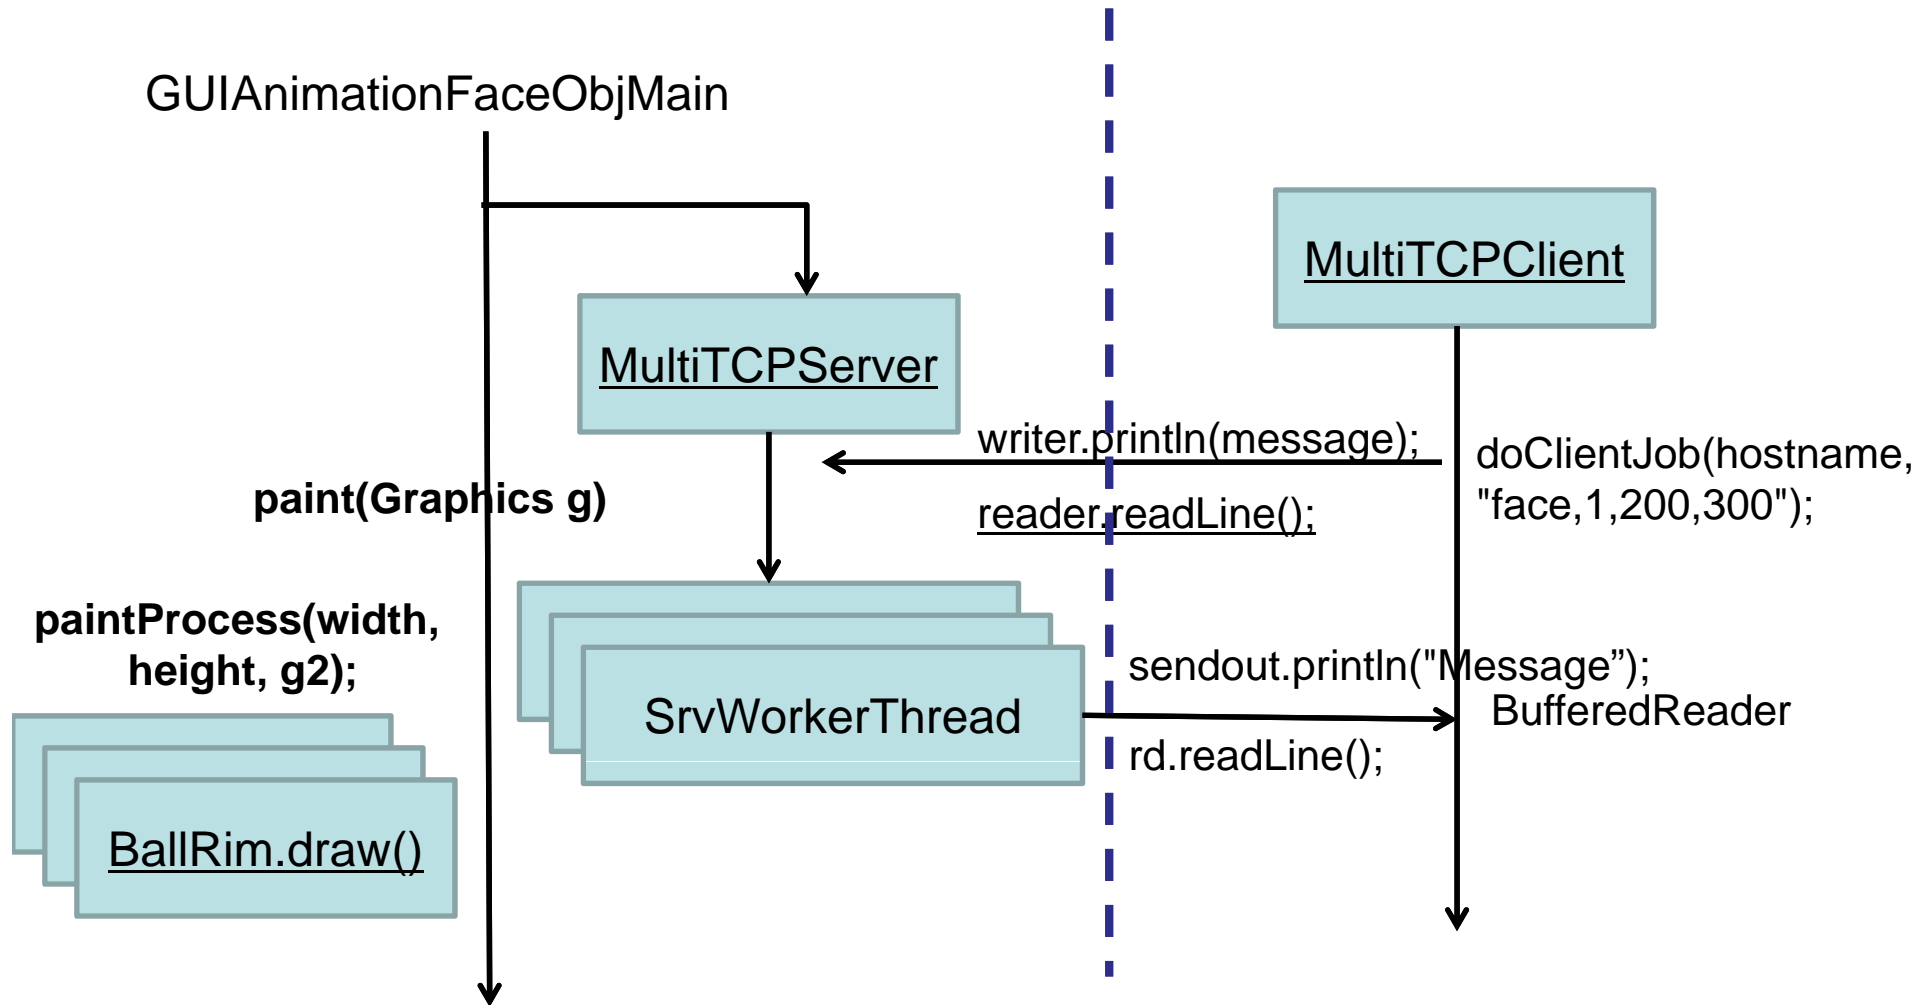 GUIAnimationFaceObjMain
MultiTCPClient
MultiTCPServer
writer.println(message);
doClientJob(hostname,
"face,1,200,300");
paint(Graphics g)
reader.readLine();
paintProcess(width,
height, g2);
sendout.println("Message”);
SrvWorkerThread
BufferedReader
rd.readLine();
BallRim.draw()